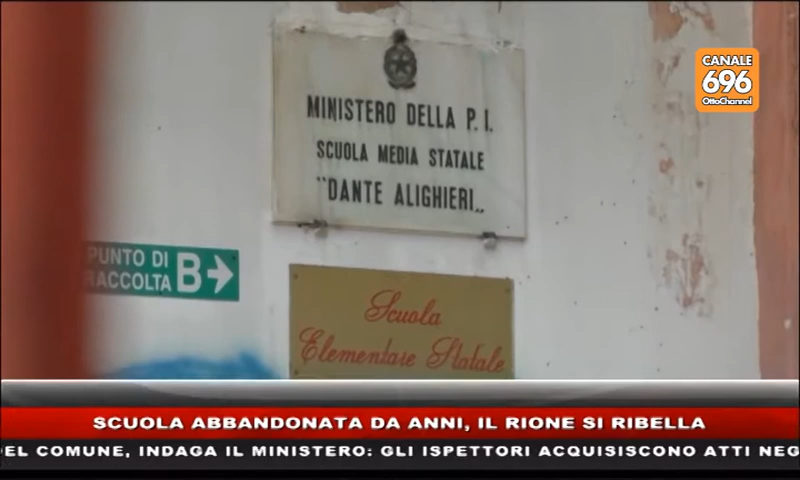 CANALE
696
OttoChannel
MINISTERO DELLA P. I.
SCUOLA MEDIA STATALE
"DANTE ALIGHIERI"
PUNTO DI
RACCOLTA B
Scuola
Elementare Statale
SCUOLA ABBANDONATA DA ANNI, IL RIONE SI RIBELLA
DEL COMUNE, INDAGA IL MINISTERO: GLI ISPETTORI ACQUISISCONO ATTI NEG